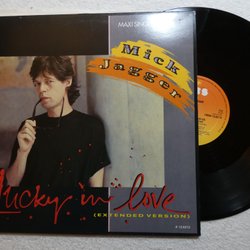 MAXI SINGLE
Mick
Jagger
Lucky in love
(EXTENDED VERSION)